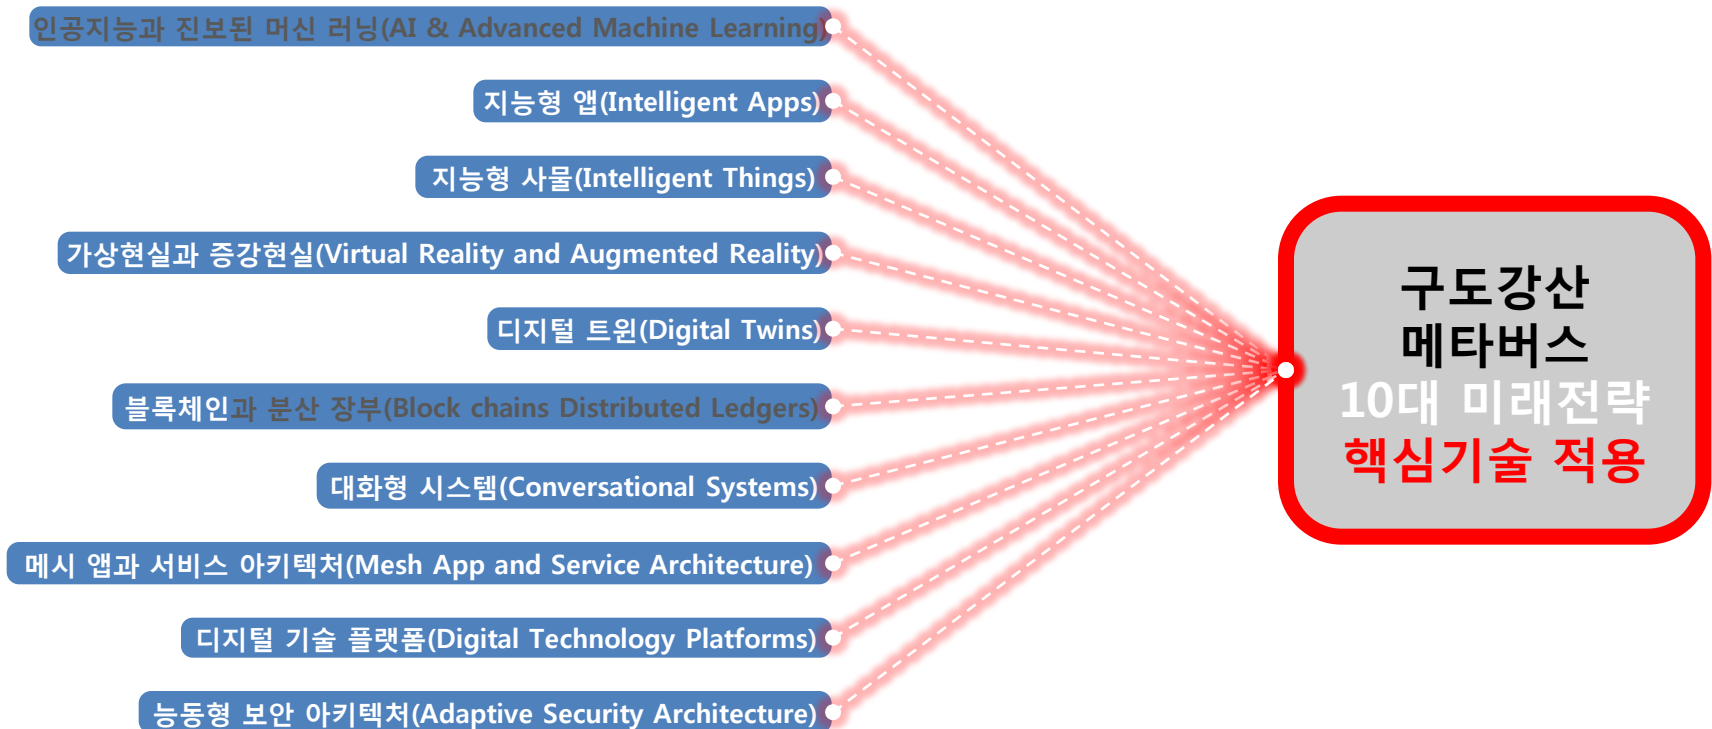 인공지능과 진보된 머신 러닝(AI & Advanced Machine Learning)
지능형 앱(Intelligent Apps)
지능형 사물(Intelligent Things)
가상현실과 증강현실(Virtual Reality and Augmented Reality)
디지털 트윈(Digital Twins)
블록체인과 분산 장부(Block chains Distributed Ledgers)
대화형 시스템(Conversational Systems)
메시 앱과 서비스 아키텍처(Mesh App and Service Architecture)
디지털 기술 플랫폼(Digital Technology Platforms)
능동형 보안 아키텍처(Adaptive Security Architecture)
구도강산
메타버스
10대 미래전략
핵심기술 적용